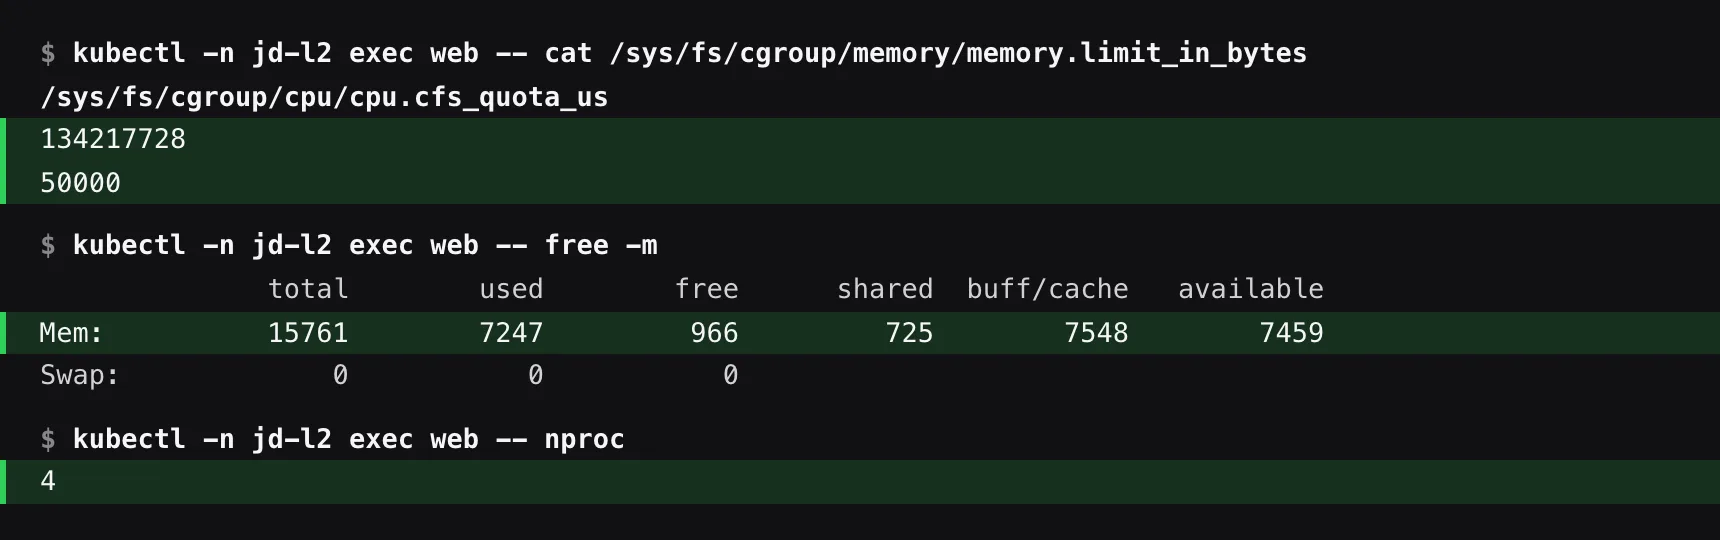 $ kubectl -n jd-l2 exec web -- cat /sys/fs/cgroup/memory/memory.limit_in_bytes
/sys/fs/cgroup/cpu/cpu.cfs_quota_us
134217728
50000
$ kubectl -n jd-l2 exec web -- free -m
total used free shared buff/cache available
Mem: 15761 7247 966 725 7548 7459
Swap: 0 0 0
$ kubectl -n jd-l2 exec web -- nproc
4